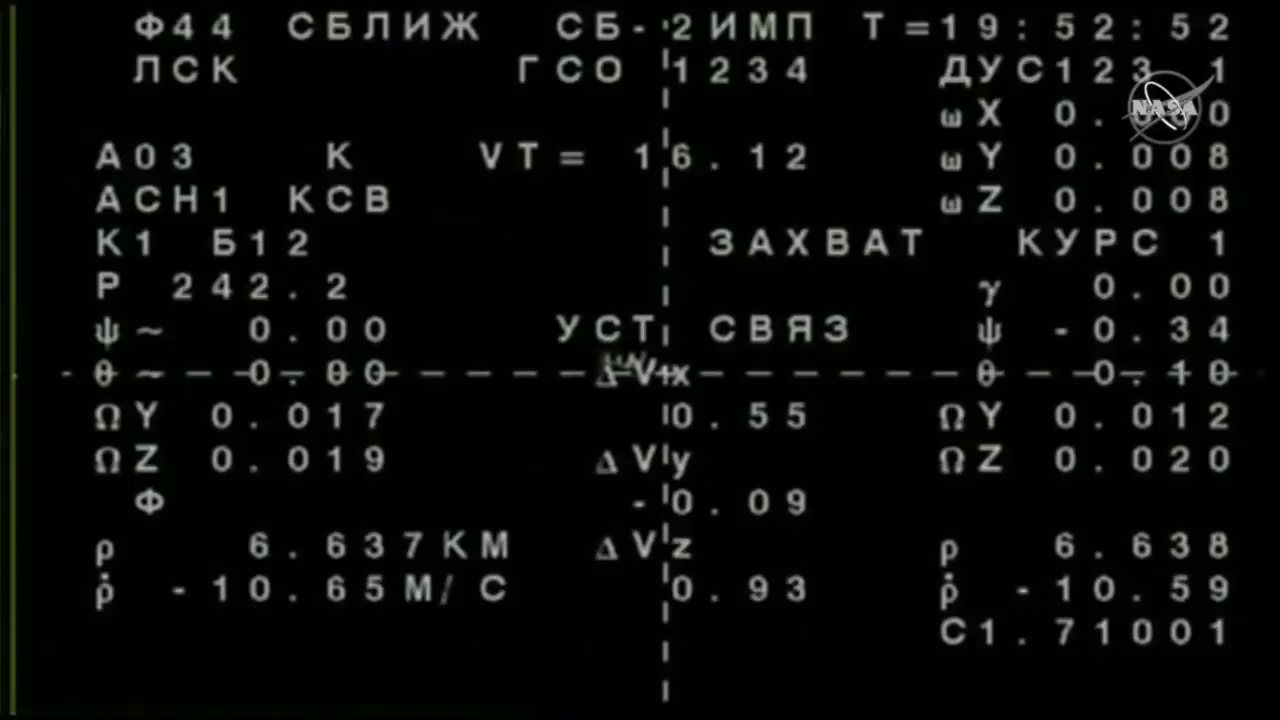 Ф44 СБЛИЖ СБ-2ИМП Т=19:52:52
ЛСК ГСО 1234 ДУС123 1
NASA
ωX
А03 К VT= 16.12 ωY 0.008
АСН1 КСВ ωZ 0.008
К1 Б12 ЗАХВАТ КУРС 1
Р 242.2 γ 0.00
ψ~ 0.00 УСТ СВЯЗ ψ -0.34
θ ~ 0.00 ΔVx θ 0.10
ΩY 0.017 0.55 ΩY 0.012
ΩZ 0.019 ΔVy ΩZ 0.020
Ф -0.09
ρ 6.637КМ ΔVz ρ 6.638
ρ̇ -10.65М/С 0.93 ρ̇ -10.59
С1.71001